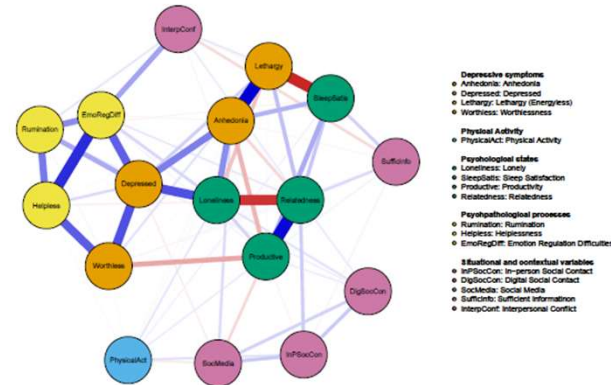 InterpConf
Lethargy
SleepSatis
EmoRegDiff
Anhedonia
Rumination
SufficInfo
Depressed
Helpless
Loneliness
Relatedness
Worthless
Productive
DigSocCon
PhysicalAct
SocMedia
InPSocCon
Depressive symptoms
Anhedonia: Anhedonia
Depressed: Depressed
Lethargy: Lethargy (Energyless)
Worthless: Worthlessness
Physical Activity
PhysicalAct: Physical Activity
Psychological states
Loneliness: Lonely
SleepSatis: Sleep Satisfaction
Productive: Productivity
Relatedness: Relatedness
Psychpathological processes
Rumination: Rumination
Helpless: Helplessness
EmoRegDiff: Emotion Regulation Difficulties
Situational and contextual variables
InPSocCon: In-person Social Contact
DigSocCon: Digital Social Contact
SocMedia: Social Media
SufficInfo: Sufficient Informatinon
InterpConf: Interpersonal Conflict